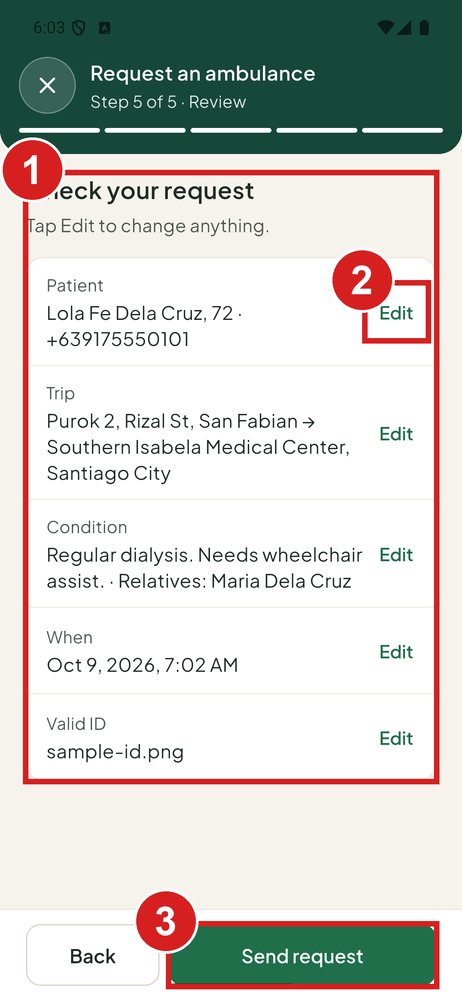 6:03
Request an ambulance
Step 5 of 5 · Review
1
eck your request
Tap Edit to change anything.
2
Patient
Lola Fe Dela Cruz, 72 ·
+639175550101
Edit
Trip
Purok 2, Rizal St, San Fabian →
Southern Isabela Medical Center,
Santiago City
Edit
Condition
Regular dialysis. Needs wheelchair
assist. · Relatives: Maria Dela Cruz
Edit
When
Oct 9, 2026, 7:02 AM
Edit
Valid ID
sample-id.png
Edit
3
Back
Send request